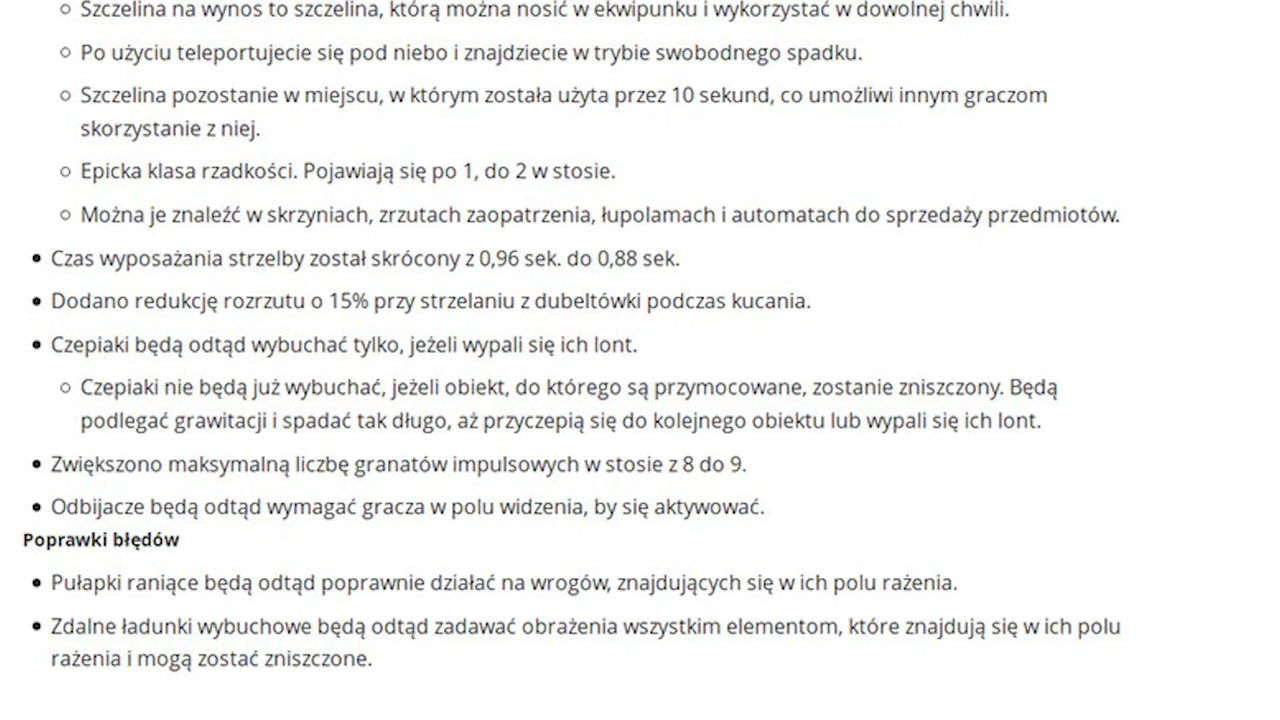 Szczelina na wynos to szczelina, którą można nosić w ekwipunku i wykorzystać w dowolnej chwili.
Po użyciu teleportujecie się pod niebo i znajdziecie w trybie swobodnego spadku.
Szczelina pozostanie w miejscu, w którym została użyta przez 10 sekund, co umożliwi innym graczom
skorzystanie z niej.
Epicka klasa rzadkości. Pojawiają się po 1, do 2 w stosie.
Można je znaleźć w skrzyniach, zrzutach zaopatrzenia, łupolamach i automatach do sprzedaży przedmiotów.
Czas wyposażania strzelby został skrócony z 0,96 sek. do 0,88 sek.
Dodano redukcję rozrzutu o 15% przy strzelaniu z dubeltówki podczas kucania.
Czepiaki będą odtąd wybuchać tylko, jeżeli wypali się ich lont.
Czepiaki nie będą już wybuchać, jeżeli obiekt, do którego są przymocowane, zostanie zniszczony. Będą
podlegać grawitacji i spadać tak długo, aż przyczepią się do kolejnego obiektu lub wypali się ich lont.
Zwiększono maksymalną liczbę granatów impulsowych w stosie z 8 do 9.
Odbijacze będą odtąd wymagać gracza w polu widzenia, by się aktywować.
Poprawki błędów
Pułapki raniące będą odtąd poprawnie działać na wrogów, znajdujących się w ich polu rażenia.
Zdalne ładunki wybuchowe będą odtąd zadawać obrażenia wszystkim elementom, które znajdują się w ich polu
rażenia i mogą zostać zniszczone.